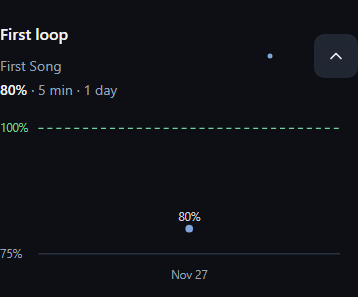 First loop
First Song
80% · 5 min · 1 day
100%
80%
75%
Nov 27